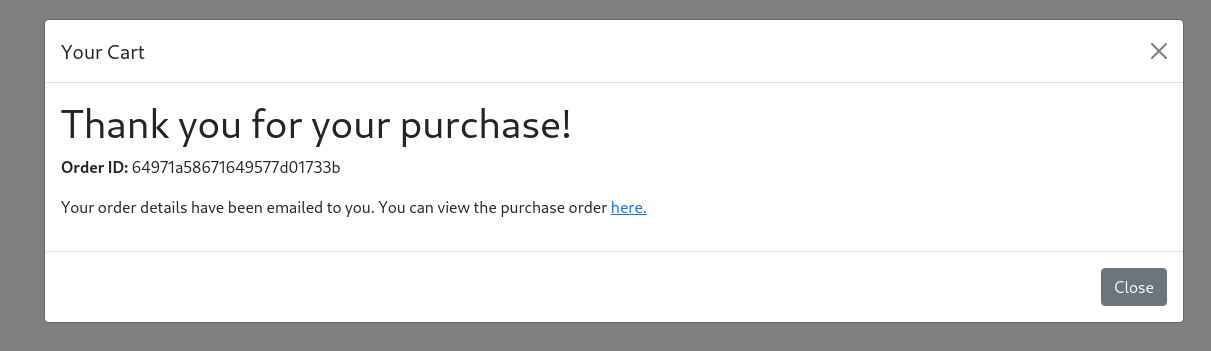 Your Cart
Thank you for your purchase!
Order ID: 64971a58671649577d01733b
Your order details have been emailed to you. You can view the purchase order here.
Close